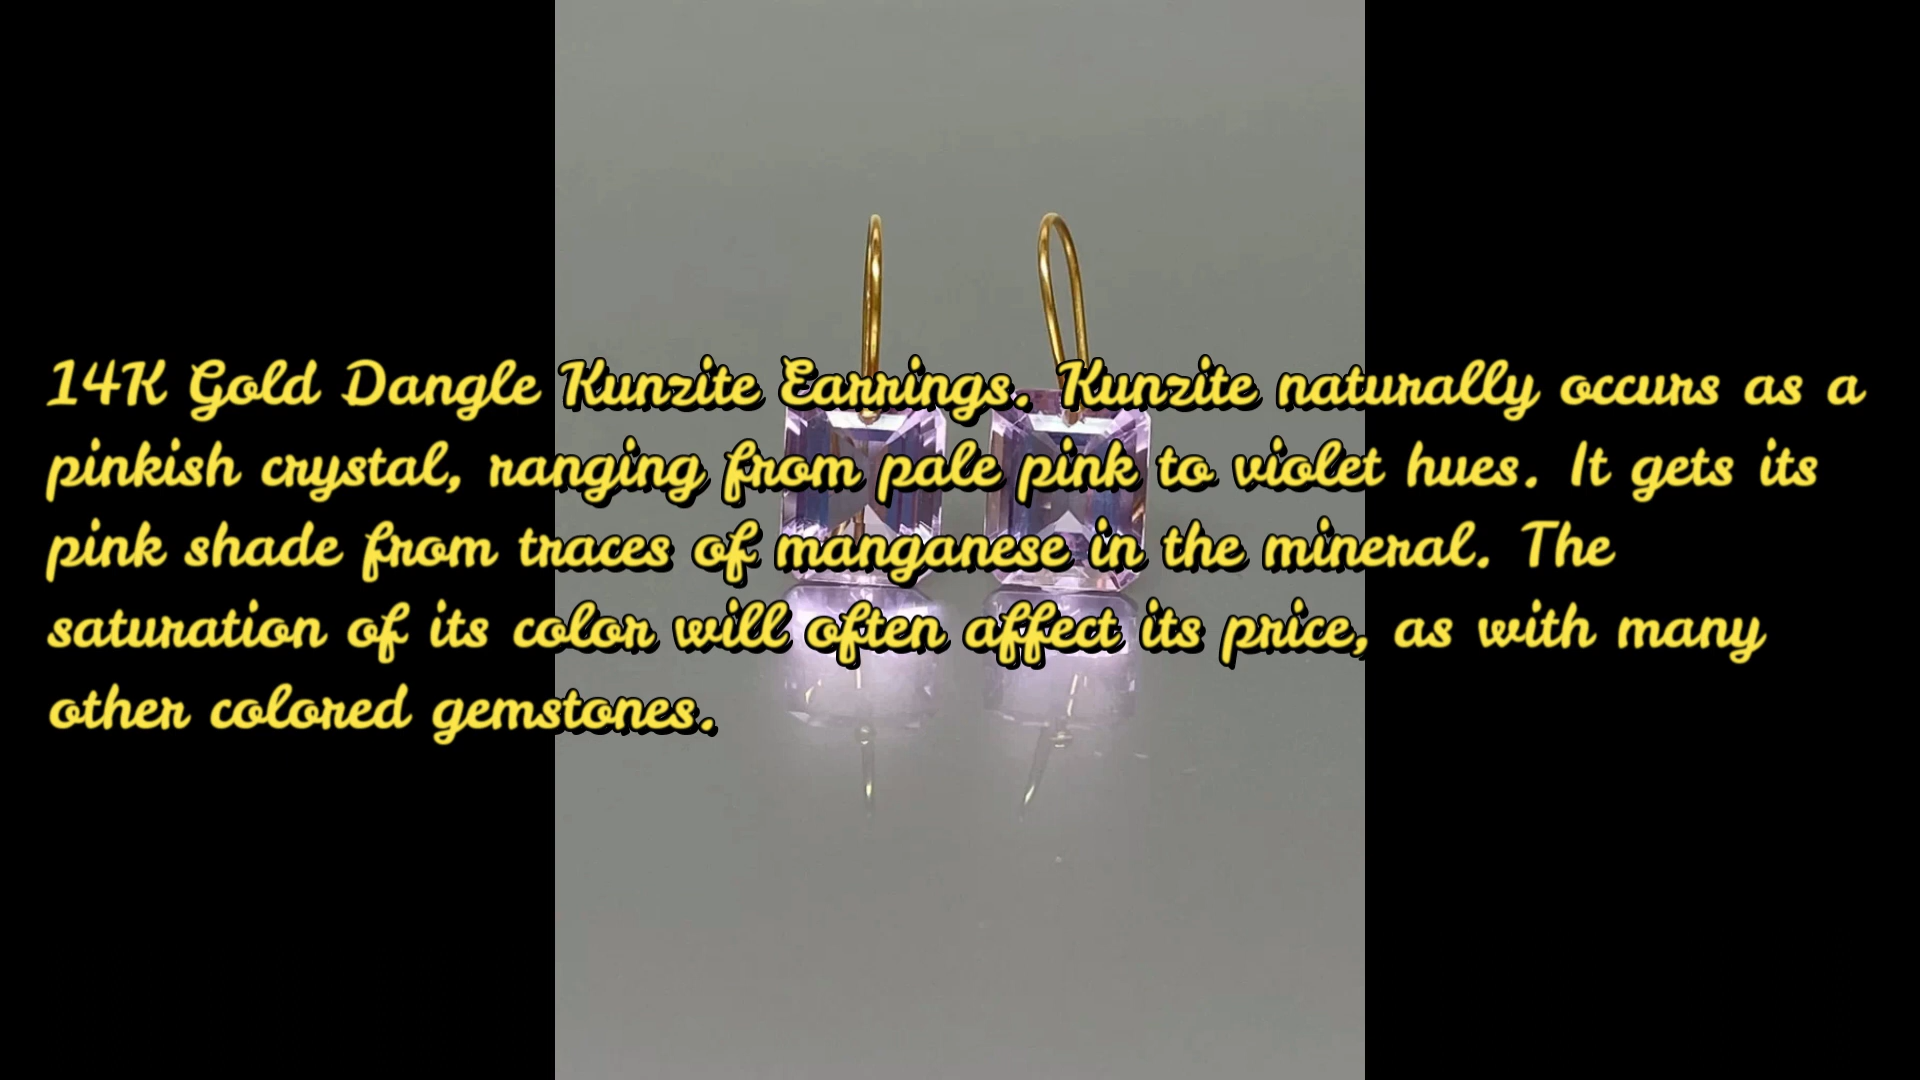 14K Gold Dangle Kunzite Earrings. Kunzite naturally occurs as a
pinkish crystal, ranging from pale pink to violet hues. It gets its
pink shade from traces of manganese in the mineral. The
saturation of its color will often affect its price, as with many
other colored gemstones.